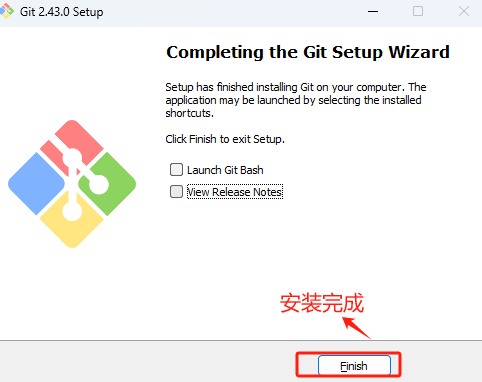 Git 2.43.0 Setup
Completing the Git Setup Wizard
Setup has finished installing Git on your computer. The
application may be launched by selecting the installed
shortcuts.
Click Finish to exit Setup.
Launch Git Bash
View Release Notes
安装完成
Finish